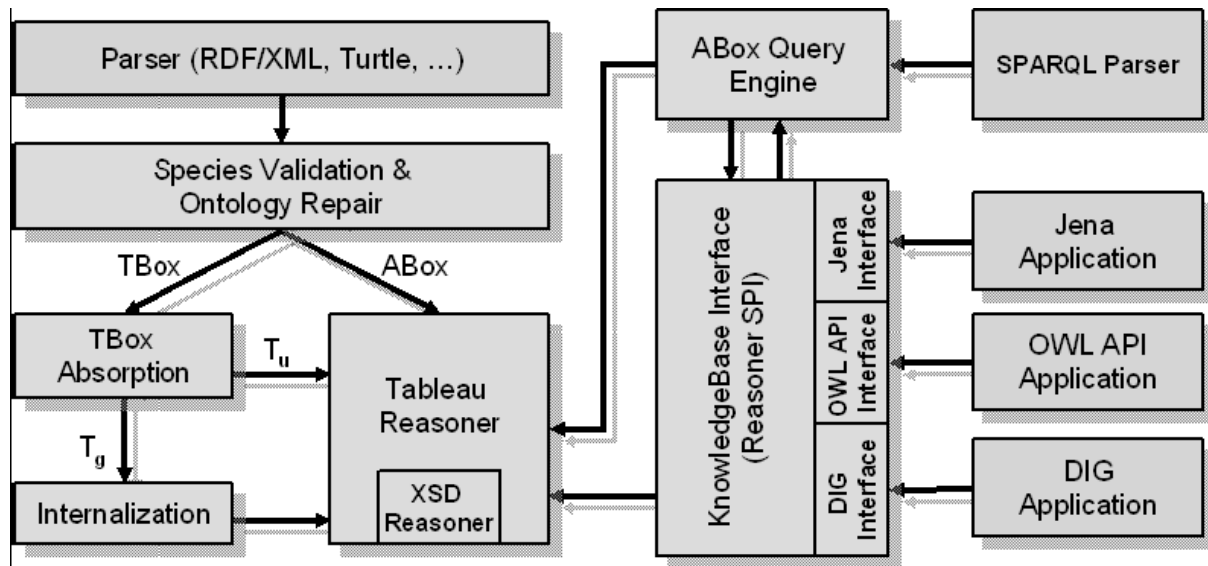 Parser (RDF/XML, Turtle, …)
Species Validation &
Ontology Repair
TBox
ABox
TBox
Absorption
Tu
Tg
Internalization
Tableau
Reasoner
XSD
Reasoner
ABox Query
Engine
SPARQL Parser
KnowledgeBase Interface
(Reasoner SPI)
Jena
Interface
OWL API
Interface
DIG
Interface
Jena
Application
OWL API
Application
DIG
Application